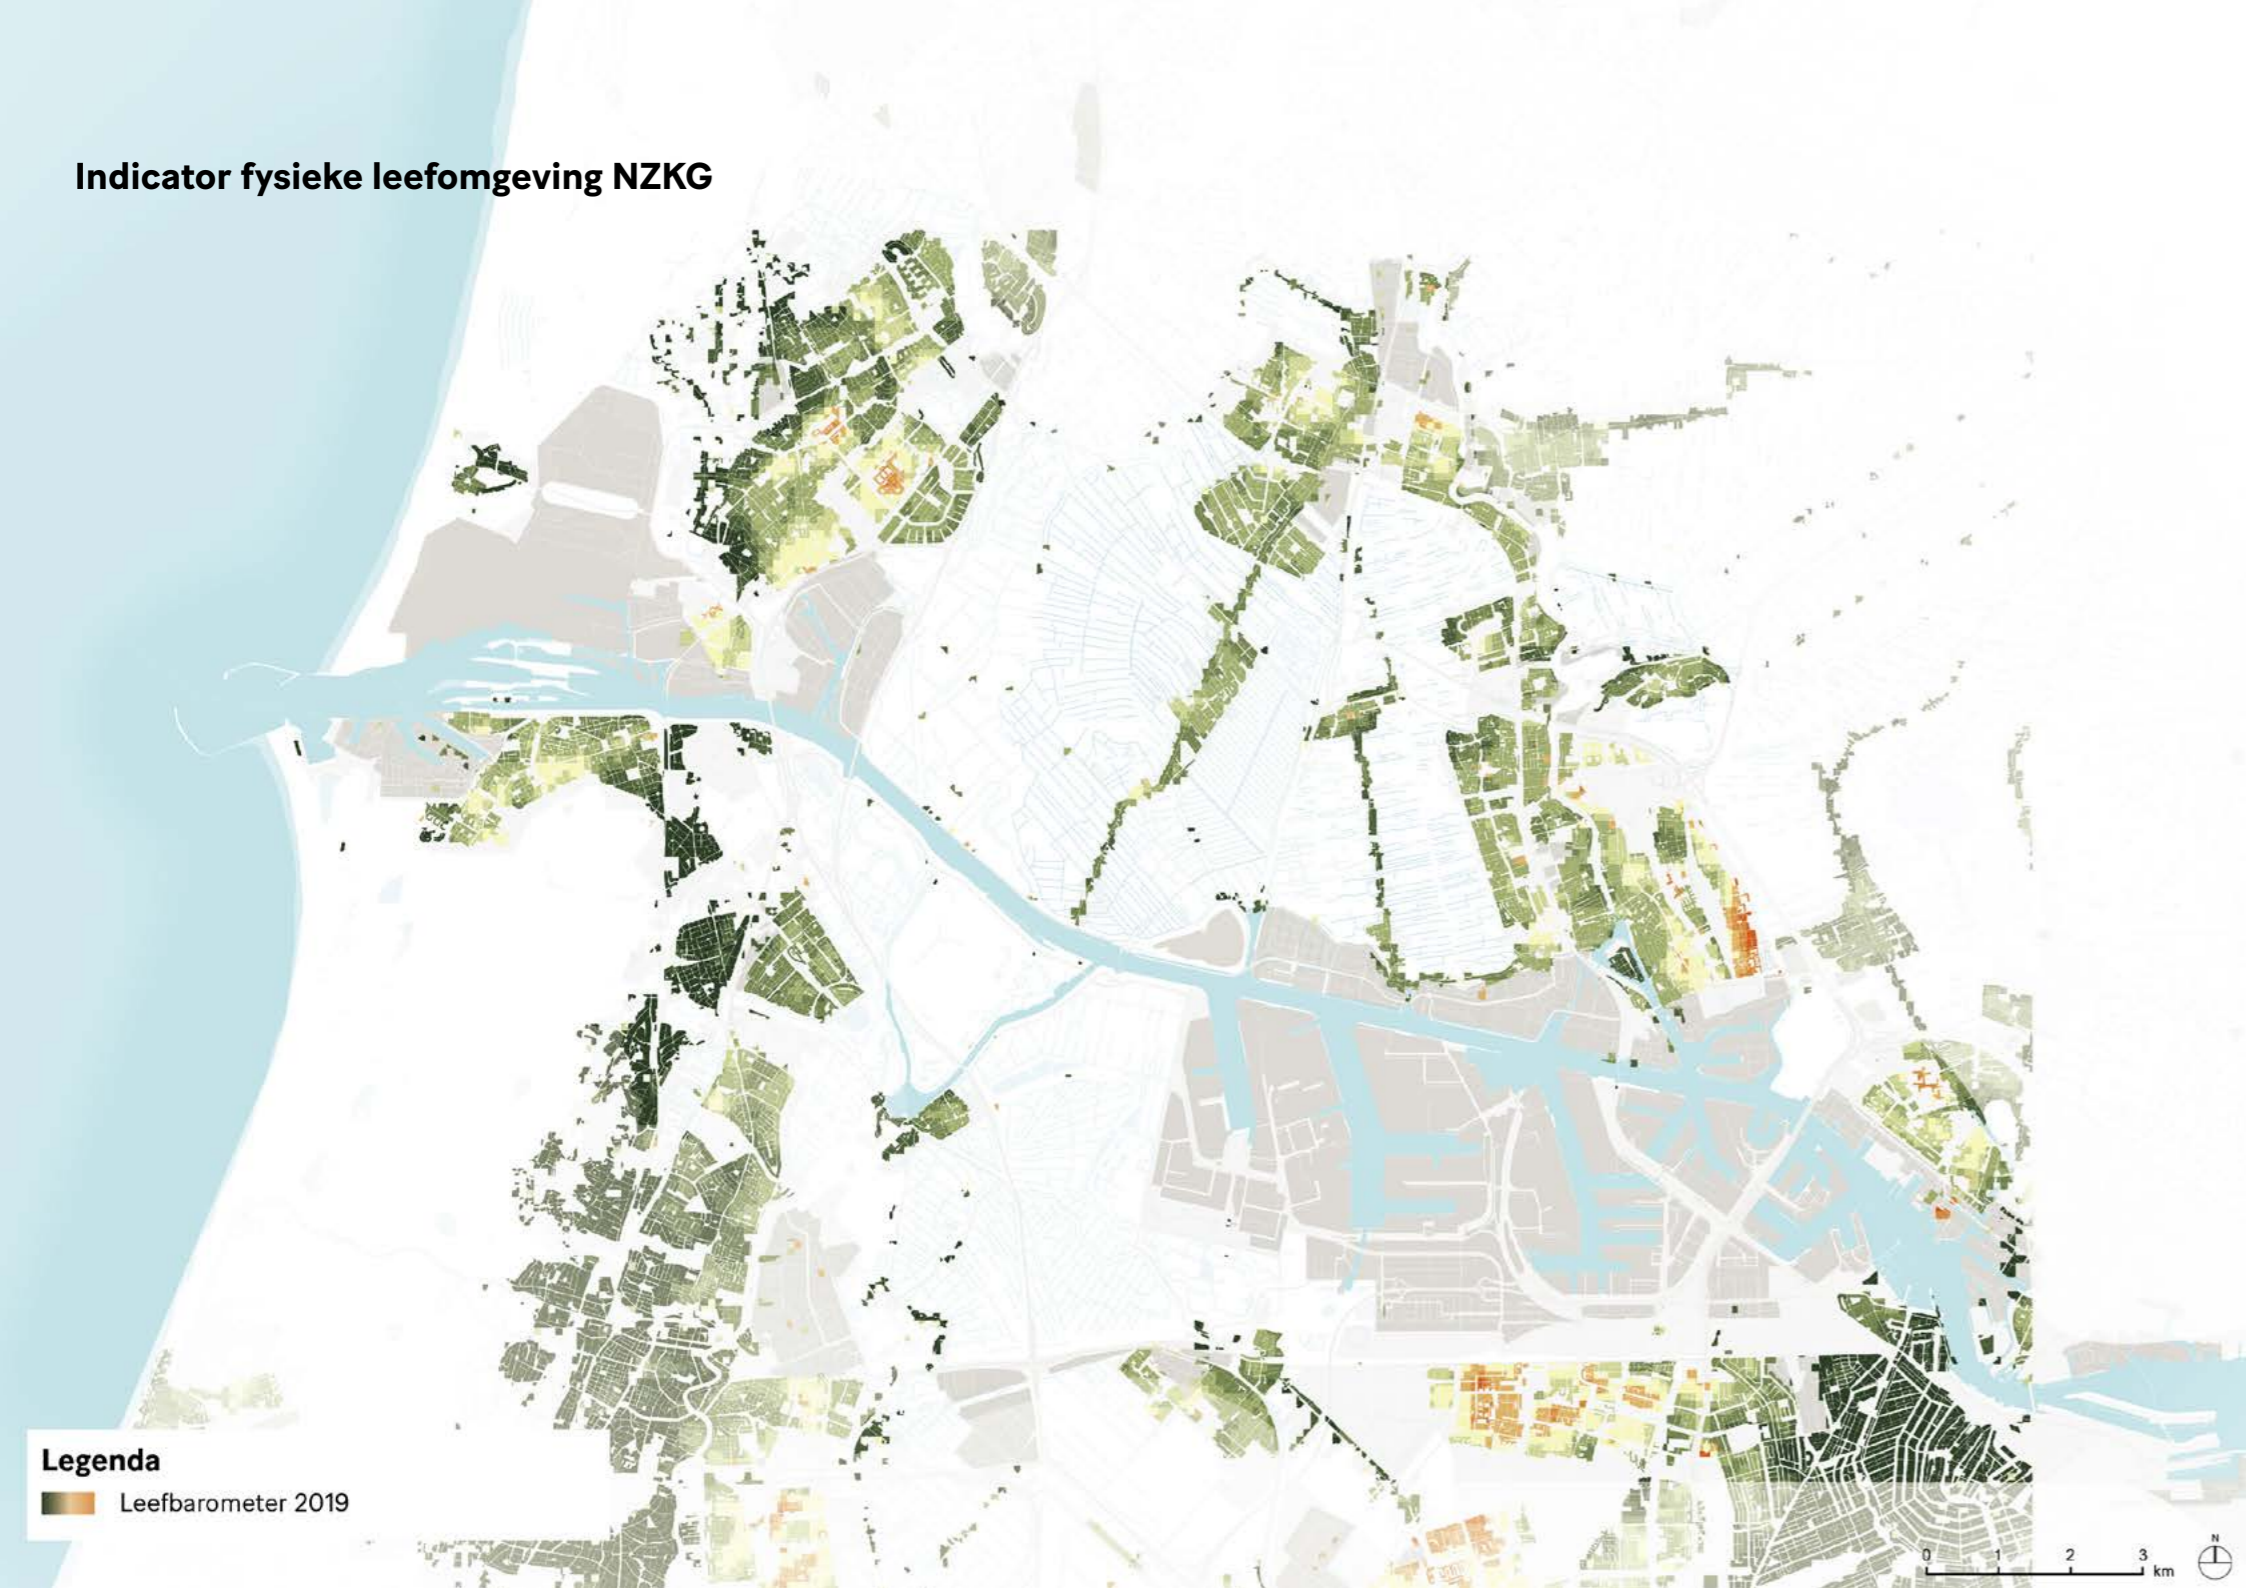 Indicator fysieke leefomgeving NZKG
Legenda
Leefbarometer 2019
0 1 2 3 km
N